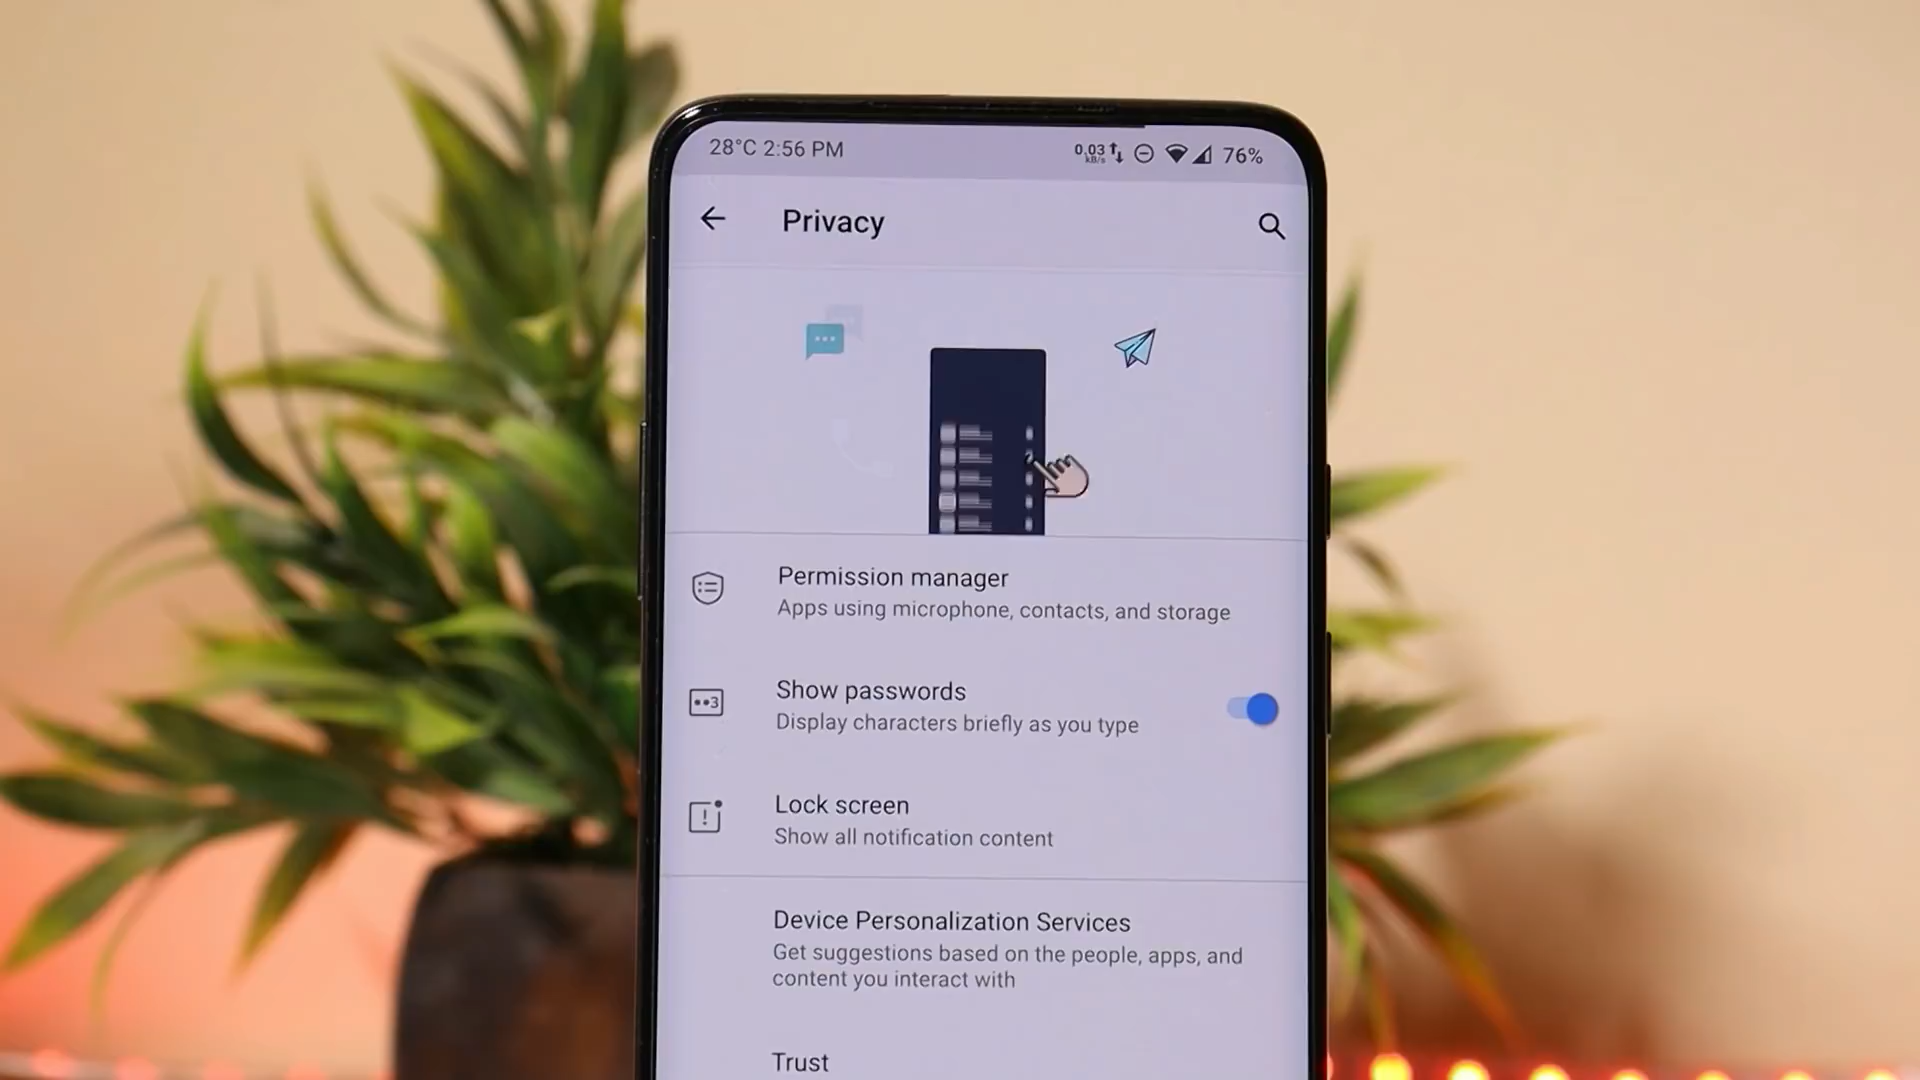 28°C 2:56 PM
0.03 kB/s 76%
Privacy
Permission manager
Apps using microphone, contacts, and storage
Show passwords
Display characters briefly as you type
Lock screen
Show all notification content
Device Personalization Services
Get suggestions based on the people, apps, and
content you interact with
Trust